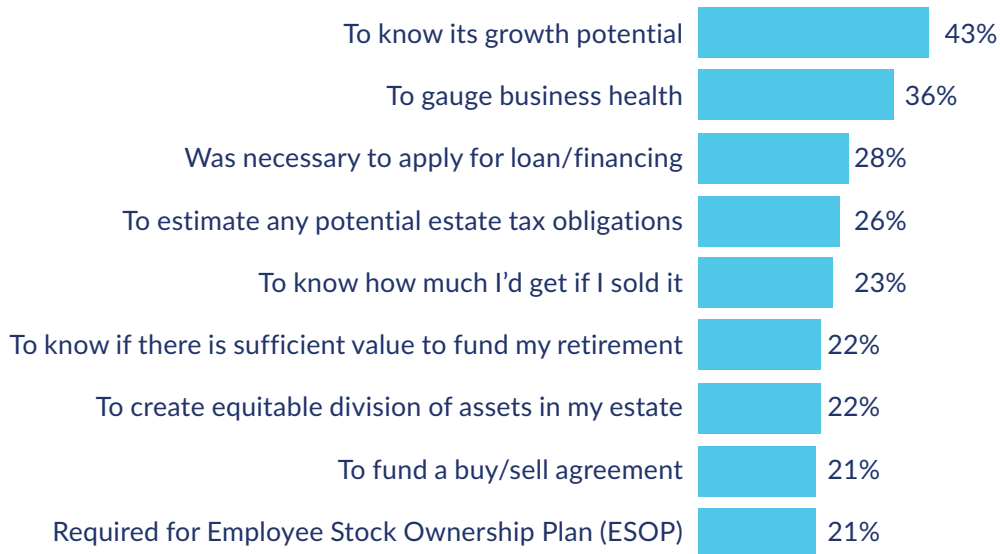 To know its growth potential 43%
To gauge business health 36%
Was necessary to apply for loan/financing 28%
To estimate any potential estate tax obligations 26%
To know how much I’d get if I sold it 23%
To know if there is sufficient value to fund my retirement 22%
To create equitable division of assets in my estate 22%
To fund a buy/sell agreement 21%
Required for Employee Stock Ownership Plan (ESOP) 21%